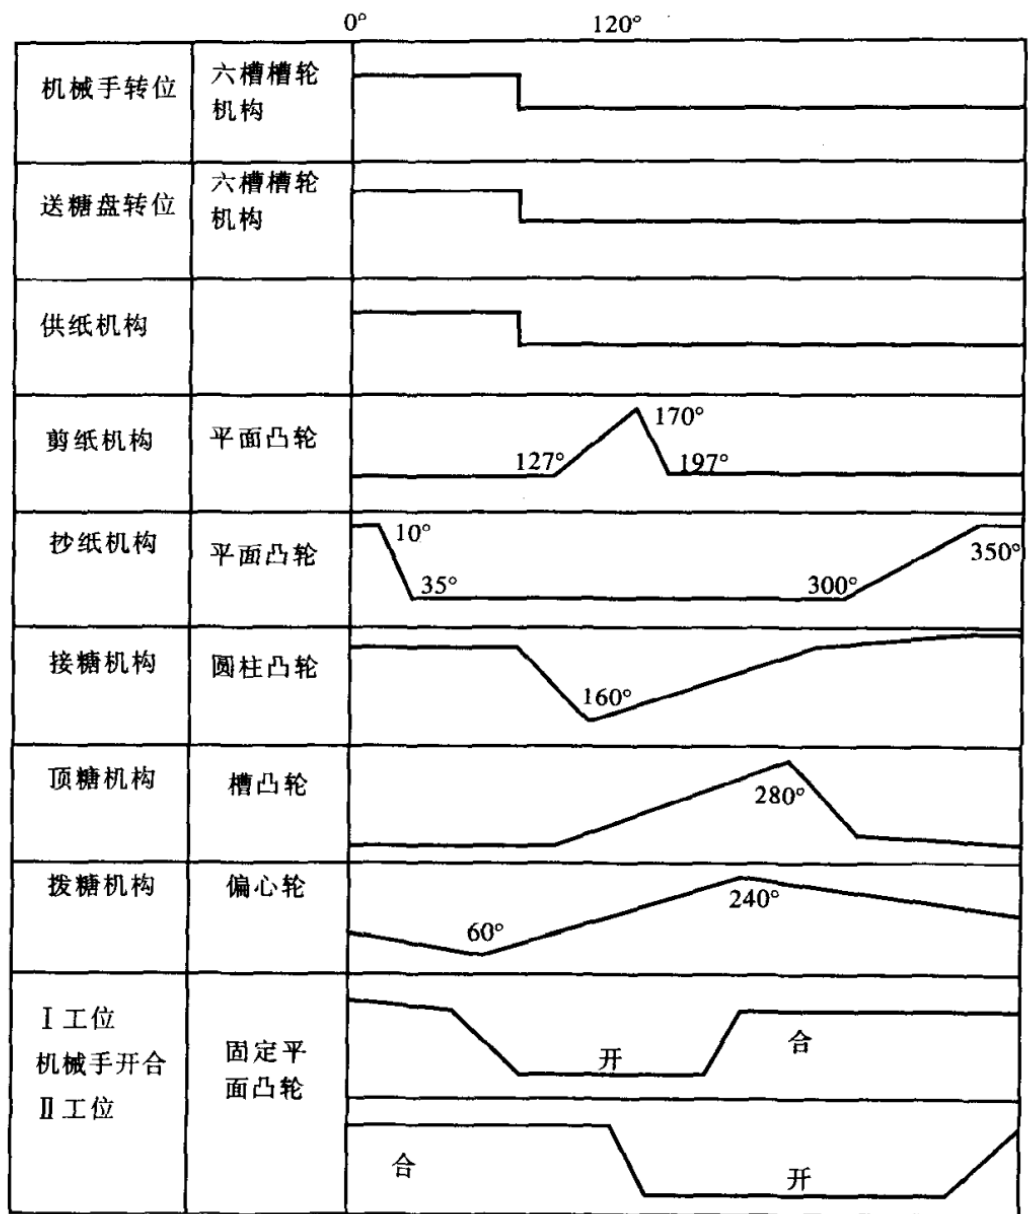 0° 120°
机械手转位 六槽槽轮
机构
送糖盘转位 六槽槽轮
机构
供纸机构
剪纸机构 平面凸轮 127° 170° 197°
抄纸机构 平面凸轮 10° 35° 300° 350°
接糖机构 圆柱凸轮 160°
顶糖机构 槽凸轮 280°
拨糖机构 偏心轮 60° 240°
Ⅰ工位
机械手开合
Ⅱ工位
固定平
面凸轮
开 合
合 开